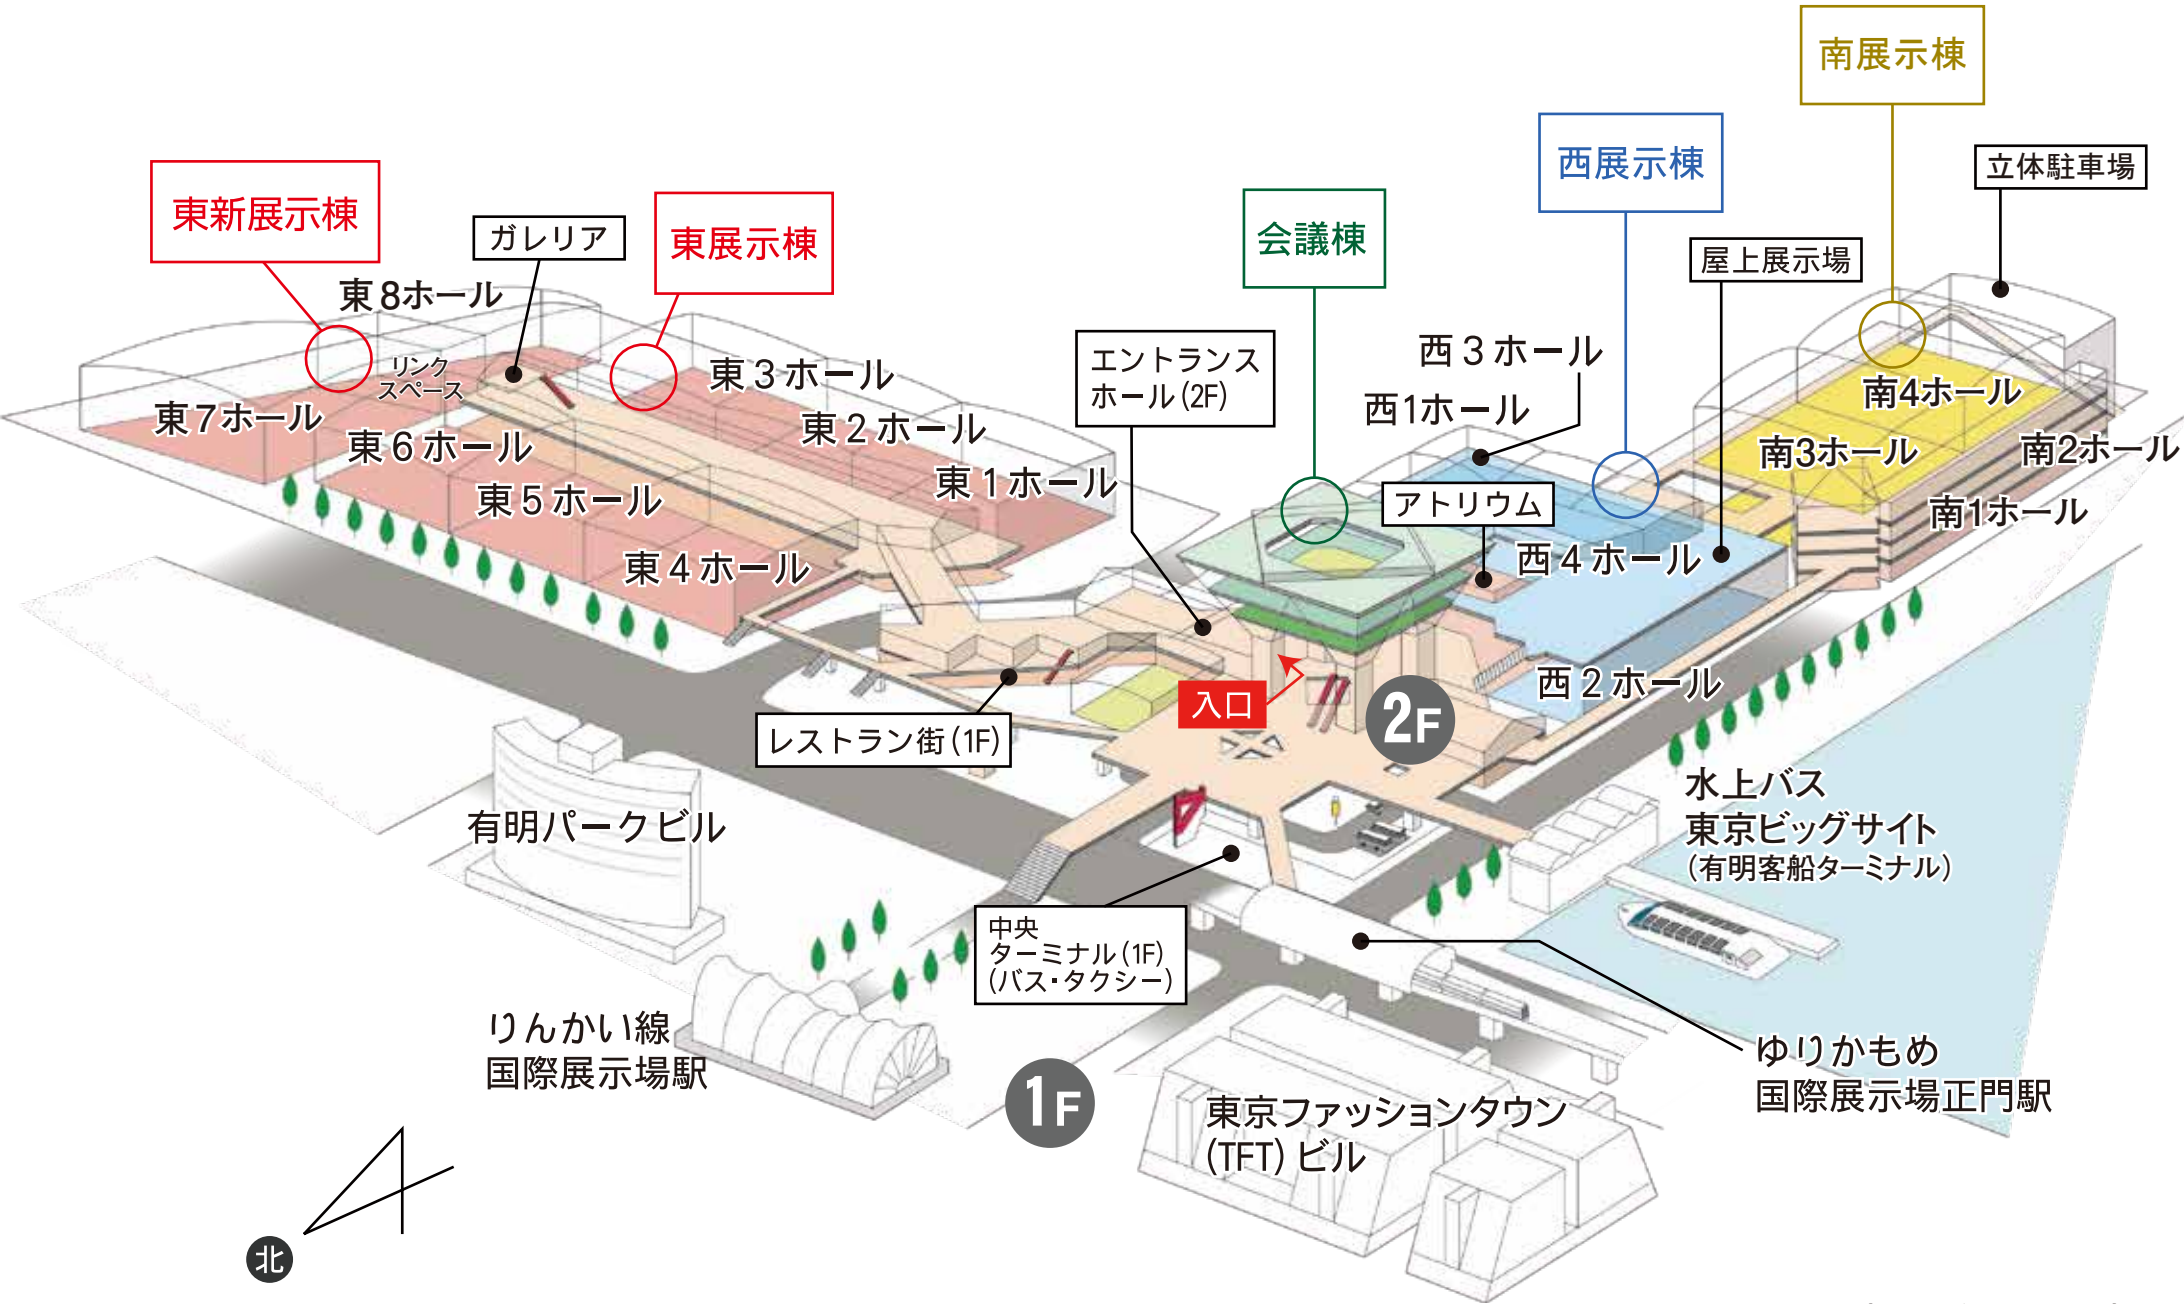 南展示棟
西展示棟
立体駐車場
東新展示棟
ガレリア
東展示棟
会議棟
屋上展示場
東8ホール
リンク
スペース
東7ホール
東6ホール
東5ホール
東4ホール
東3ホール
東2ホール
東1ホール
エントランス
ホール(2F)
西3ホール
西1ホール
アトリウム
西4ホール
西2ホール
南4ホール
南3ホール
南2ホール
南1ホール
入口
2F
レストラン街(1F)
有明パークビル
水上バス
東京ビッグサイト
(有明客船ターミナル)
中央
ターミナル(1F)
(バス・タクシー)
りんかい線
国際展示場駅
ゆりかもめ
国際展示場正門駅
1F
東京ファッションタウン
(TFT)ビル
北